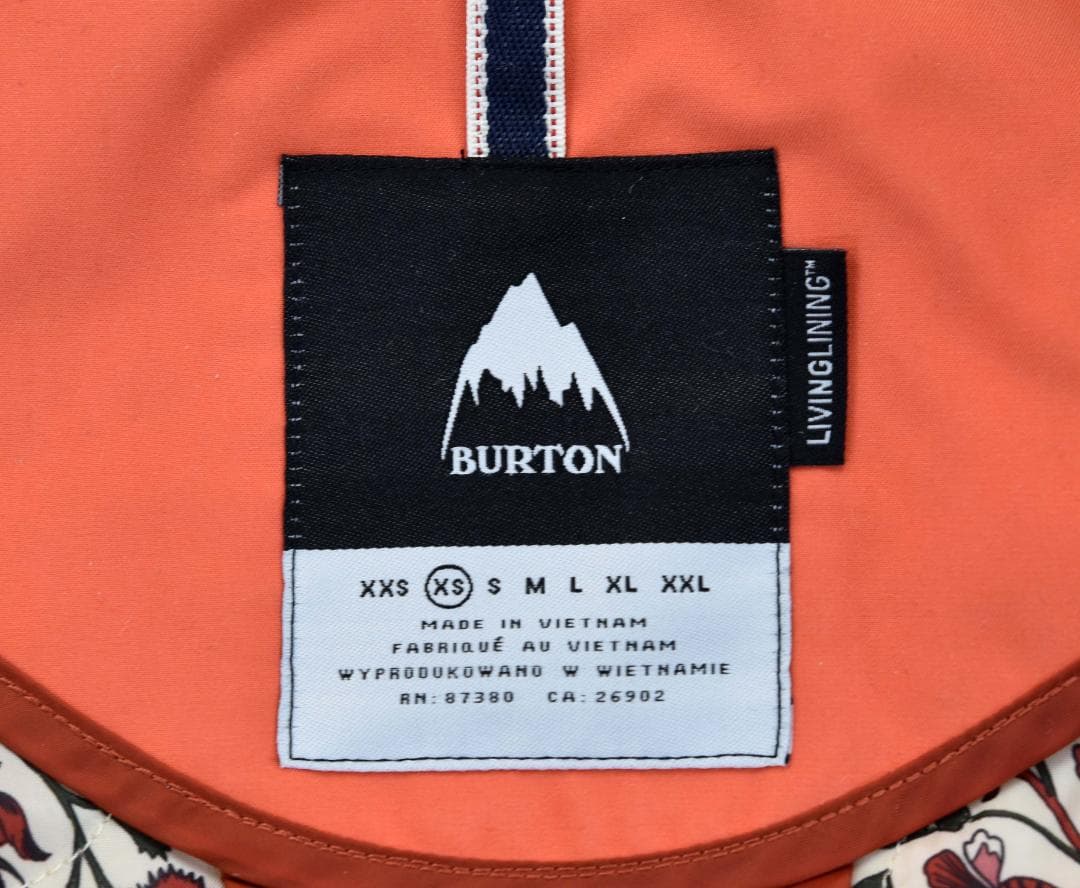 BURTON
LIVINGLINING™
XXS XS S M L XL XXL
MADE IN VIETNAM
FABRIQUÉ AU VIETNAM
WYPRODUKOWANO W WIETNAMIE
RN: 87380 CA: 26902